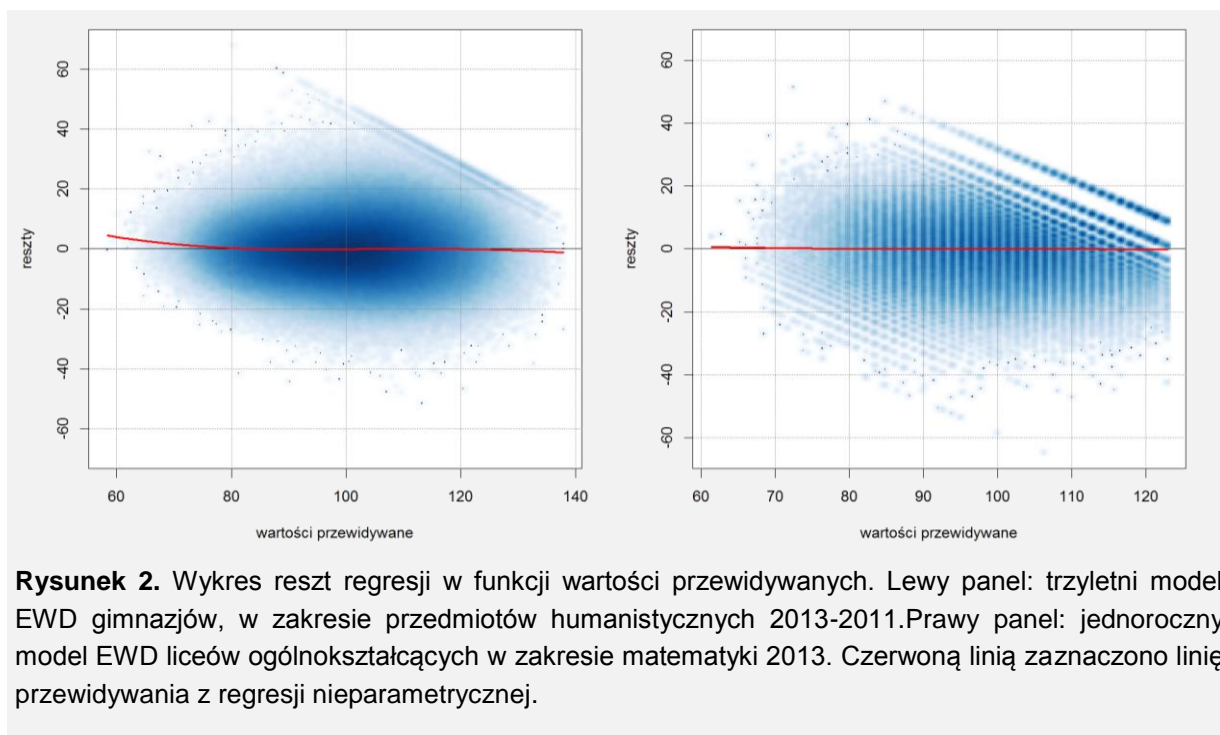 60
40
20
0
-20
-40
-60
reszty
60 80 100 120 140
wartości przewidywane
60
40
20
0
-20
-40
-60
reszty
60 70 80 90 100 110 120
wartości przewidywane
Rysunek 2. Wykres reszt regresji w funkcji wartości przewidywanych. Lewy panel: trzyletni model
EWD gimnazjów, w zakresie przedmiotów humanistycznych 2013-2011.Prawy panel: jednoroczny
model EWD liceów ogólnokształcących w zakresie matematyki 2013. Czerwoną linią zaznaczono linię
przewidywania z regresji nieparametrycznej.